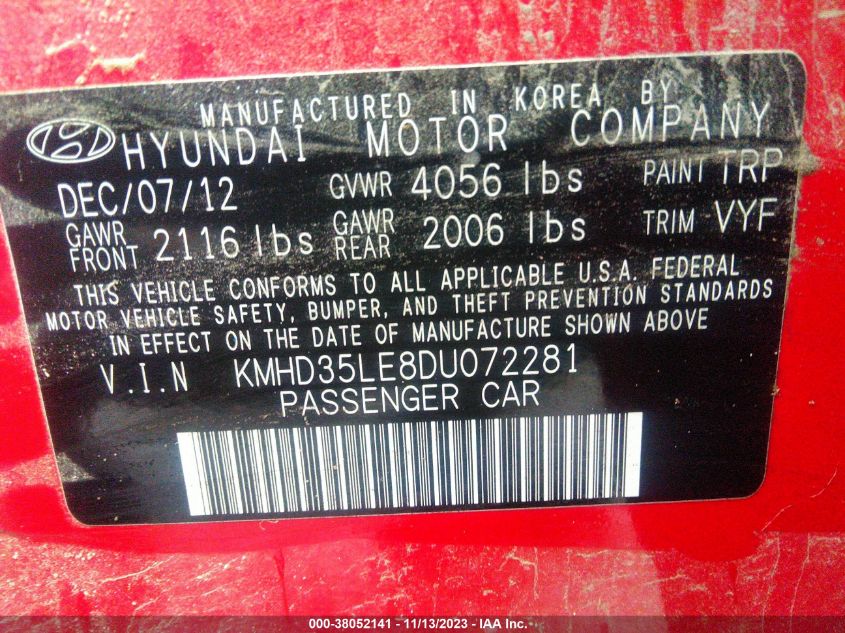 MANUFACTURED IN KOREA BY
HYUNDAI MOTOR COMPANY
DEC/07/12 GVWR 4056 lbs PAINT TRP
GAWR FRONT 2116 lbs GAWR REAR 2006 lbs TRIM VYF
THIS VEHICLE CONFORMS TO ALL APPLICABLE U.S.A. FEDERAL
MOTOR VEHICLE SAFETY, BUMPER, AND THEFT PREVENTION STANDARDS
IN EFFECT ON THE DATE OF MANUFACTURE SHOWN ABOVE
V.I.N KMHD35LE8DU072281
PASSENGER CAR
000-38052141 - 11/13/2023 - IAA Inc.